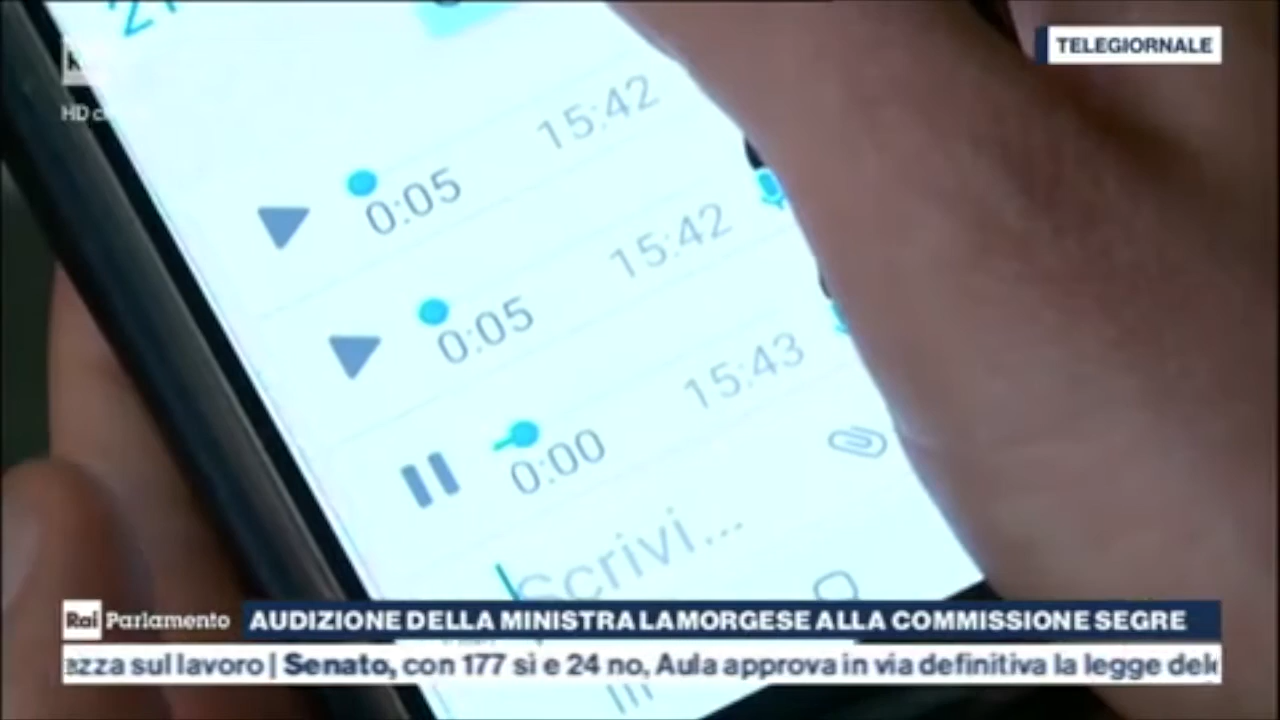 TELEGIORNALE
HD
15:42
0:05
15:42
0:05
15:43
0:00
Scrivi...
Rai Parlamento
AUDIZIONE DELLA MINISTRA LAMORGESE ALLA COMMISSIONE SEGRE
azza sul lavoro | Senato, con 177 sì e 24 no, Aula approva in via definitiva la legge dele